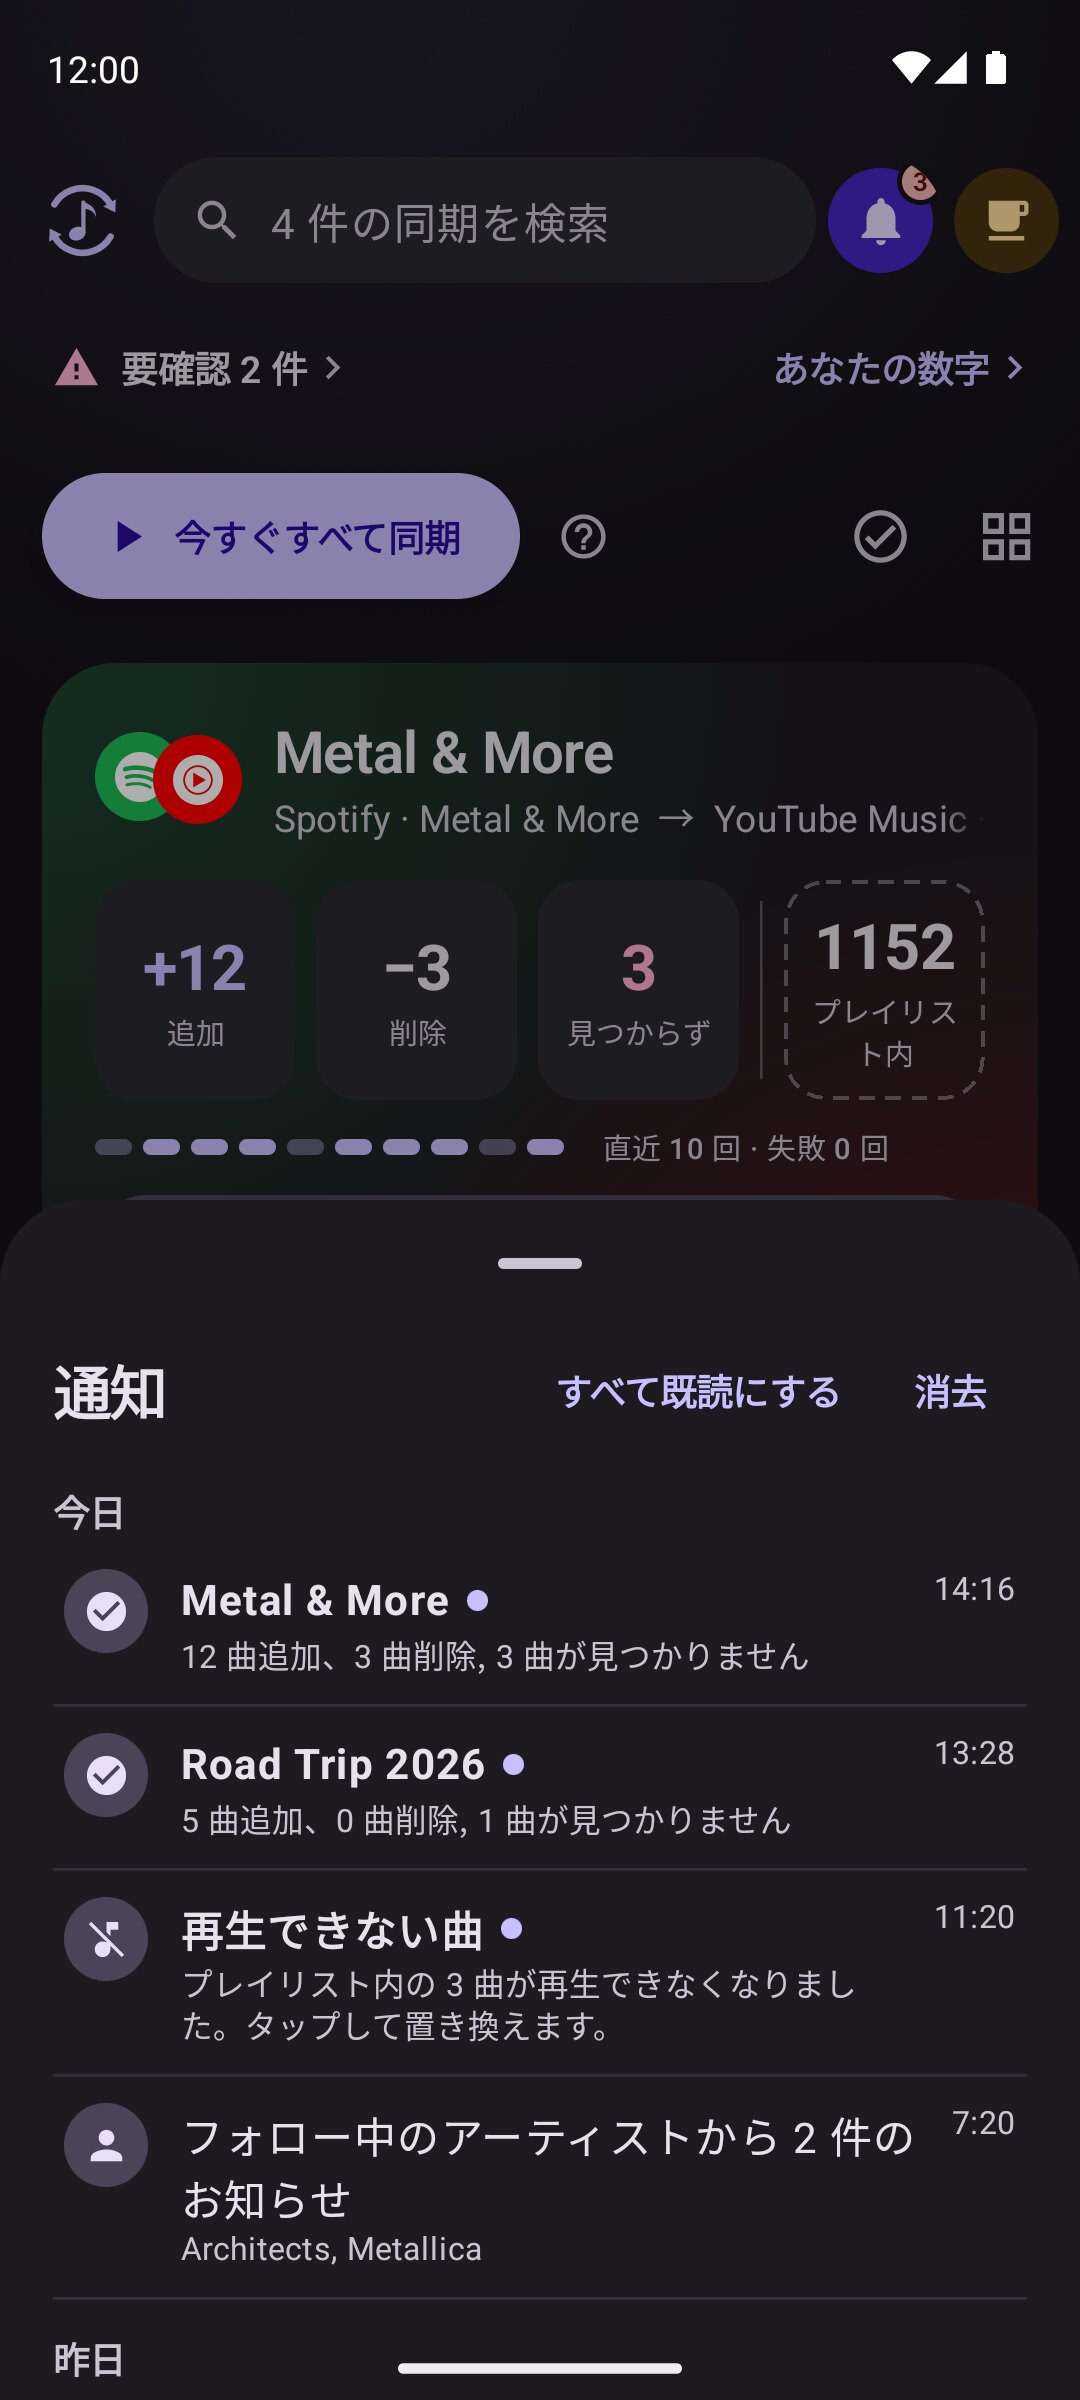 12:00
4 件の同期を検索
3
要確認 2 件
あなたの数字
今すぐすべて同期
Metal & More
Spotify · Metal & More → YouTube Music
+12
追加
−3
削除
3
見つからず
1152
プレイリス
ト内
直近 10 回 · 失敗 0 回
通知
すべて既読にする
消去
今日
Metal & More
14:16
12 曲追加、3 曲削除, 3 曲が見つかりません
Road Trip 2026
13:28
5 曲追加、0 曲削除, 1 曲が見つかりません
再生できない曲
11:20
プレイリスト内の 3 曲が再生できなくなりまし
た。タップして置き換えます。
フォロー中のアーティストから 2 件の
お知らせ
7:20
Architects, Metallica
昨日